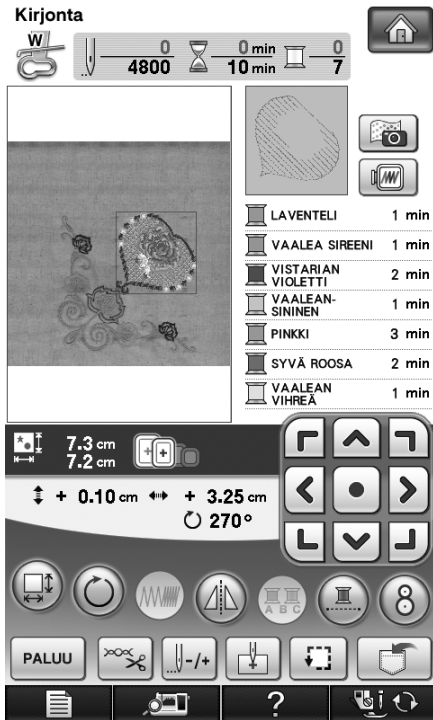 Kirjonta
W
0 0 min 0
4800 10 min 7
LAVENTELI 1 min
VAALEA SIREENI 1 min
VISTARIAN
VIOLETTI 2 min
VAALEAN-
SININEN 1 min
PINKKI 3 min
SYVÄ ROOSA 2 min
VAALEAN
VIHREÄ 1 min
7.3 cm
7.2 cm
+ 0.10 cm + 3.25 cm
270°
A B C
8
PALUU -/+
?